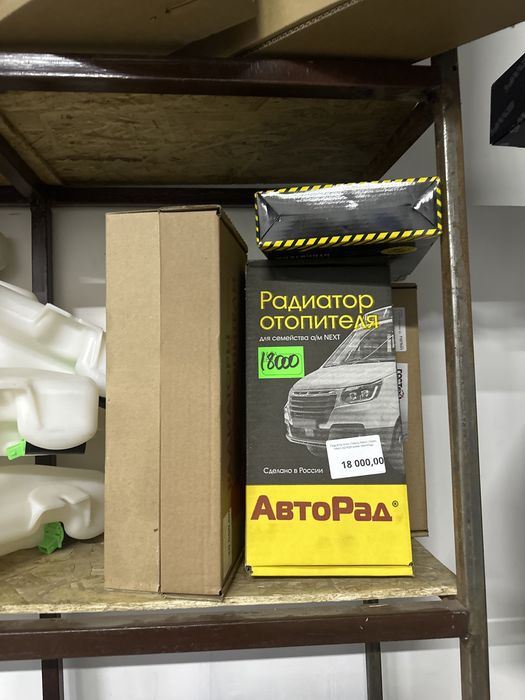 Радиатор
отопителя
для семейства а/м NEXT
18000
18 000,00
Сделано в России
АвтоРад®